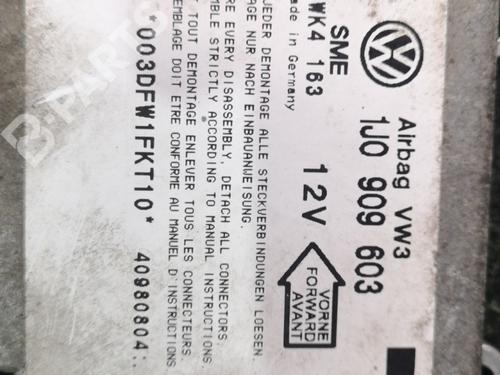 Airbag VW3
1J0 909 603
SME
WK4 163 12V
Made in Germany
VORNE
FORWARD
AVANT
JEDER DEMONTAGE ALLE STECKVERBINDUNGEN LOESEN.
AGE NUR NACH EINBAUANWEISUNG.
RE EVERY DISASSEMBLY, DETACH ALL CONNECTORS.
MBLE STRICTLY ACCORDING TO MANUAL INSTRUCTIONS.
TOUT DEMONTAGE ENLEVER TOUS LES CONNECTEURS.
SEMBLAGE DOIT ETRE CONFORME AU MANUEL D'INSTRUCTIONS
*003DFW1FKT10* 40980804:.
B-PARTS